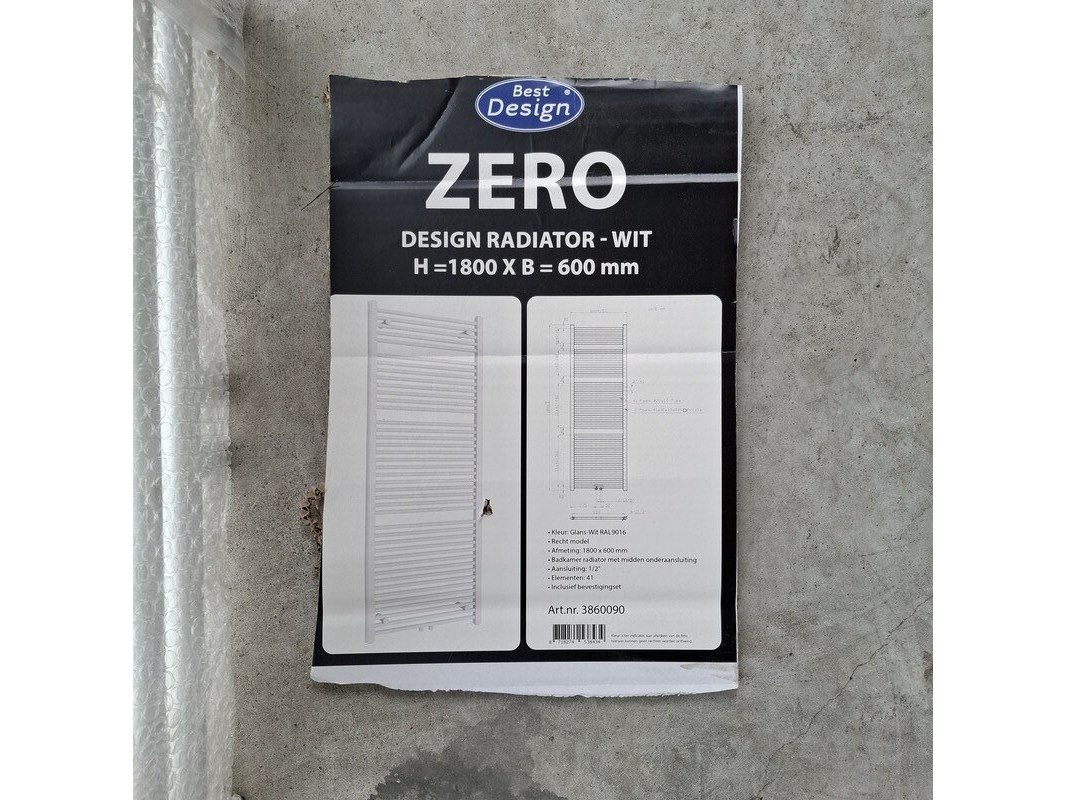 Best
Design
®
ZERO
DESIGN RADIATOR - WIT
H =1800 X B = 600 mm
• Kleur: Glans-Wit RAL9016
• Recht model
• Afmeting: 1800 x 600 mm
• Badkamer radiator met midden onderaansluiting
• Aansluiting: 1/2"
• Elementen: 41
• Inclusief bevestigingset
Art.nr. 3860090